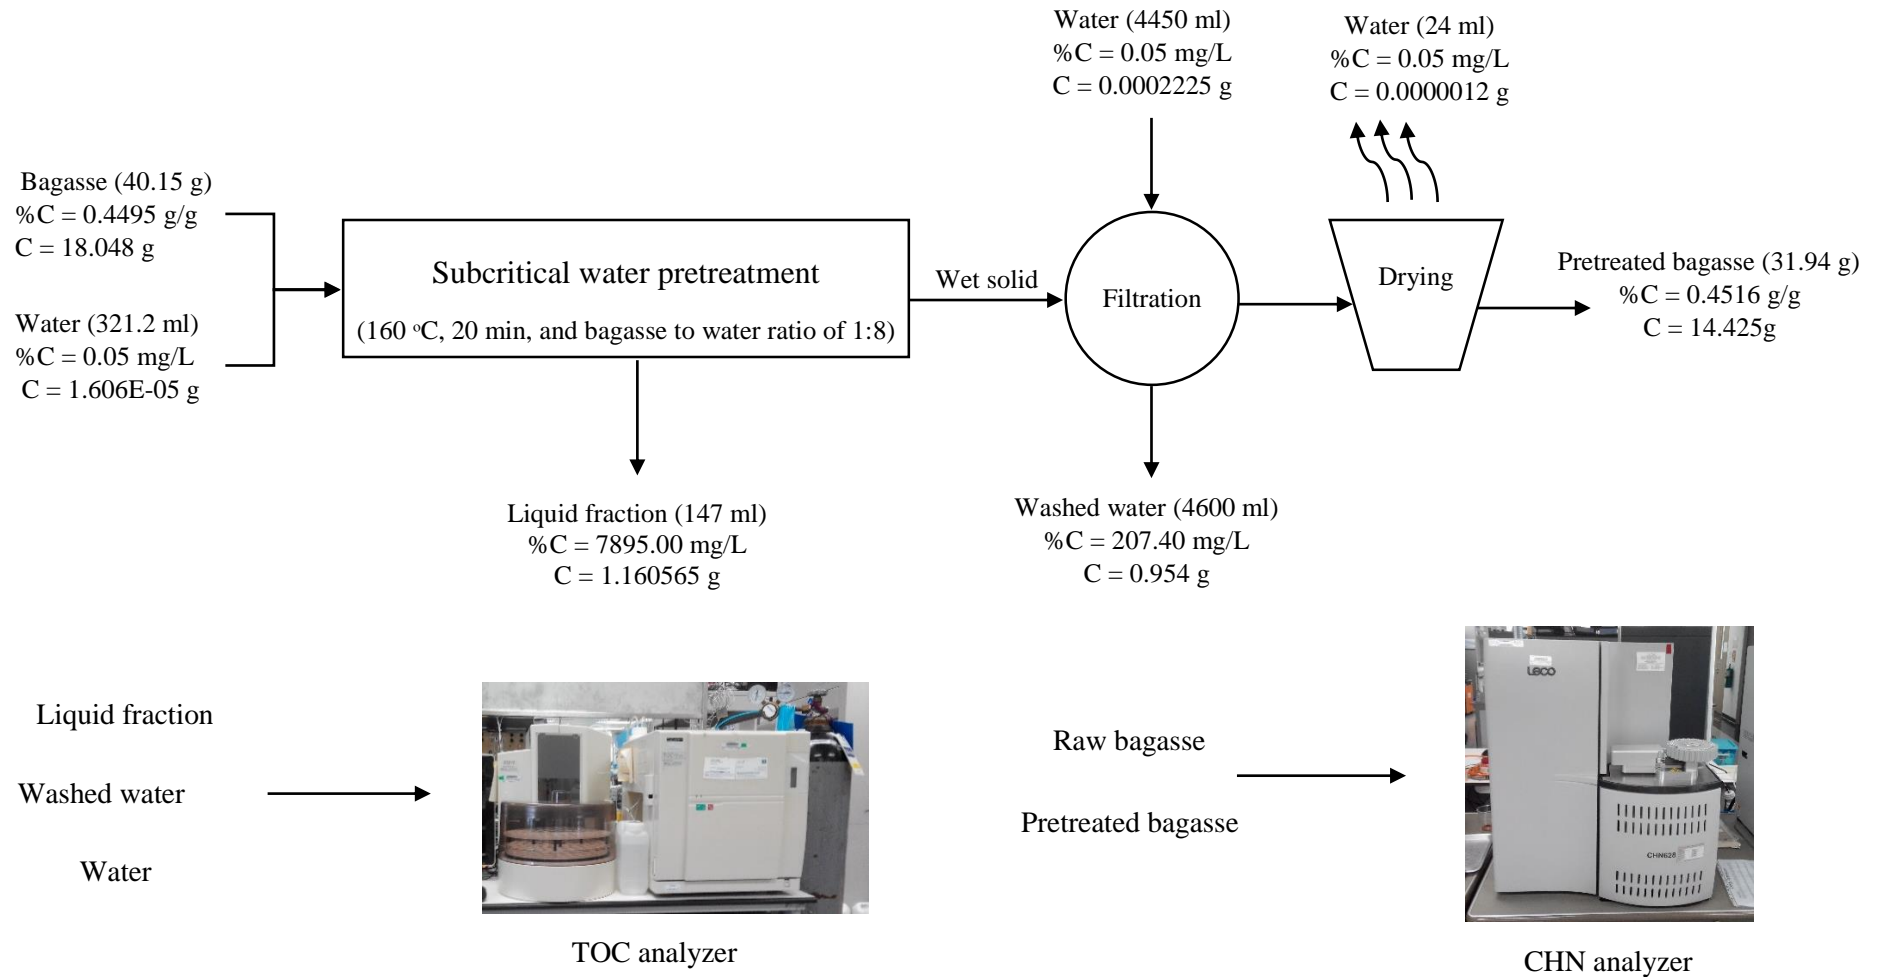 Water (4450 ml)
%C = 0.05 mg/L
C = 0.0002225 g
Water (24 ml)
%C = 0.05 mg/L
C = 0.0000012 g
Bagasse (40.15 g)
%C = 0.4495 g/g
C = 18.048 g
Water (321.2 ml)
%C = 0.05 mg/L
C = 1.606E-05 g
Subcritical water pretreatment
(160 °C, 20 min, and bagasse to water ratio of 1:8)
Wet solid
Filtration
Drying
Pretreated bagasse (31.94 g)
%C = 0.4516 g/g
C = 14.425g
Liquid fraction (147 ml)
%C = 7895.00 mg/L
C = 1.160565 g
Washed water (4600 ml)
%C = 207.40 mg/L
C = 0.954 g
Liquid fraction
Washed water
Water
TOC analyzer
Raw bagasse
Pretreated bagasse
LECO
CHN628
CHN analyzer